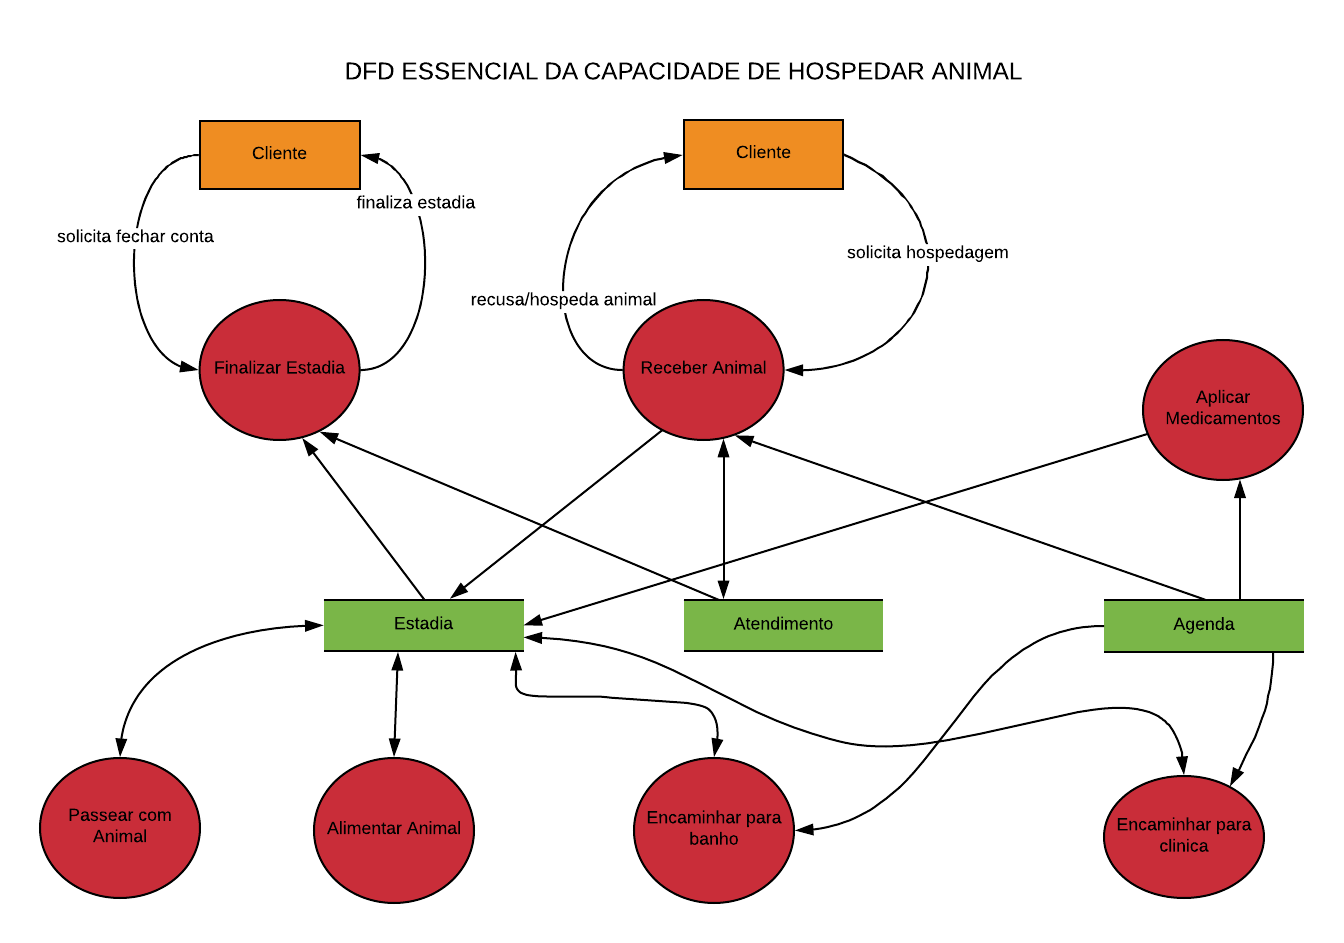 DFD ESSENCIAL DA CAPACIDADE DE HOSPEDAR ANIMAL
Cliente
Cliente
finaliza estadia
solicita fechar conta
solicita hospedagem
recusa/hospeda animal
Finalizar Estadia
Receber Animal
Aplicar
Medicamentos
Estadia
Atendimento
Agenda
Passear com
Animal
Alimentar Animal
Encaminhar para
banho
Encaminhar para
clinica